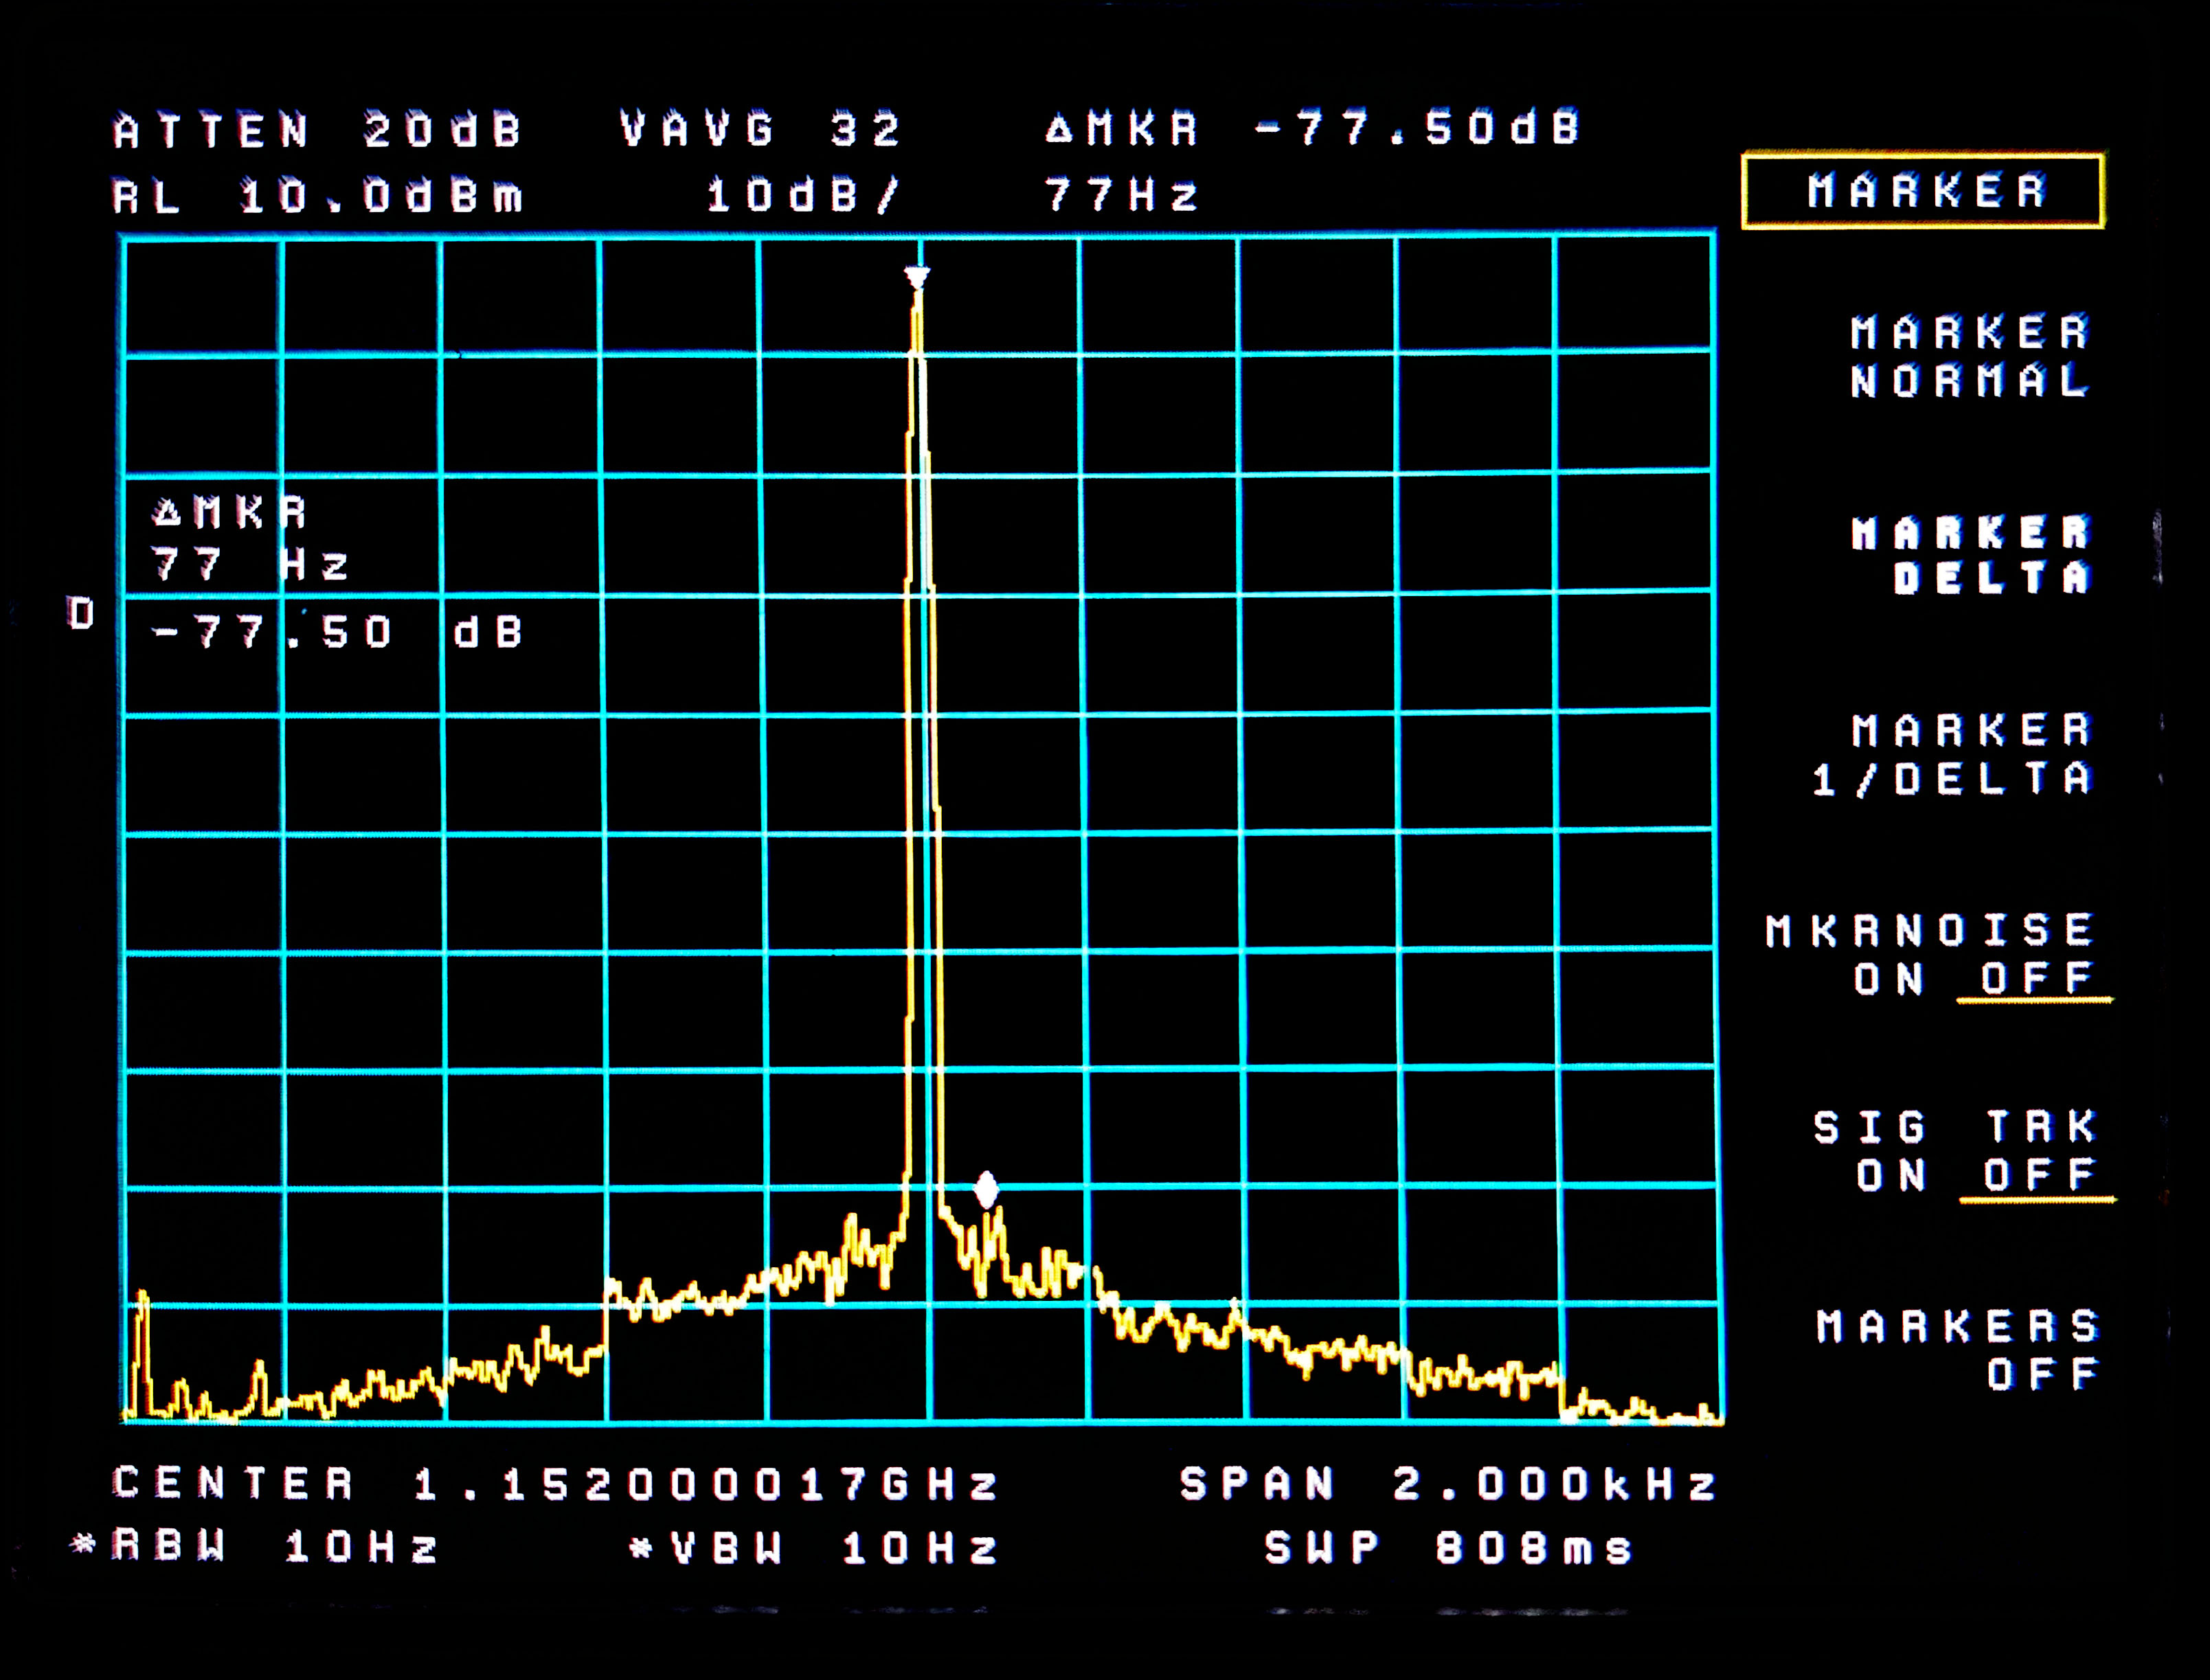 ATTEN 20dB VAVG 32 ΔMKR -77.50dB
RL 10.0dBm 10dB/ 77Hz
MARKER
MARKER
NORMAL
ΔMKR
77 Hz
-77.50 dB
D
MARKER
DELTA
MARKER
1/DELTA
MKRNOISE
ON OFF
SIG TRK
ON OFF
MARKERS
OFF
CENTER 1.152000017GHz SPAN 2.000kHz
*RBW 10Hz *VBW 10Hz SWP 808ms